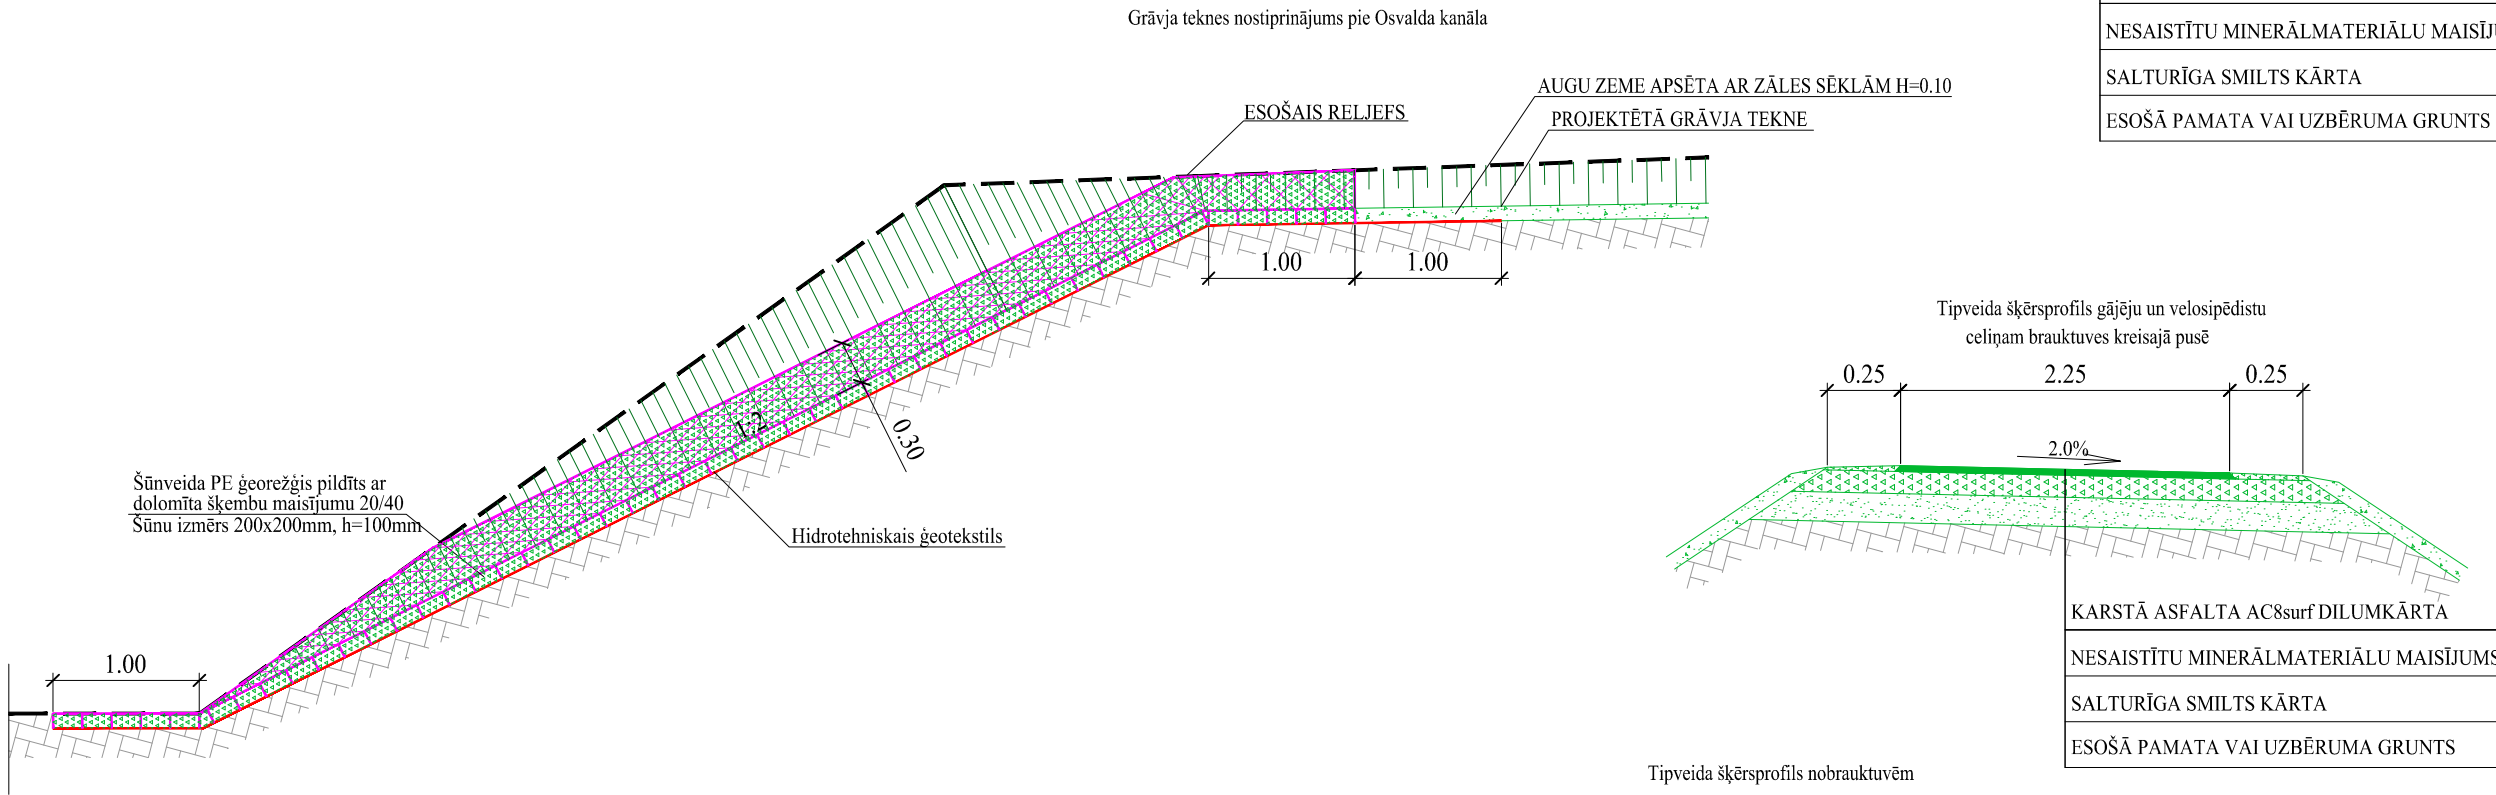 Grāvja teknes nostiprinājums pie Osvalda kanāla
NESAISTĪTU MINERĀLMATERIĀLU MAISĪJU
SALTURĪGA SMILTS KĀRTA
ESOŠĀ PAMATA VAI UZBĒRUMA GRUNTS
AUGU ZEME APSĒTA AR ZĀLES SĒKLĀM H=0.10
ESOŠAIS RELJEFS
PROJEKTĒTĀ GRĀVJA TEKNE
1.00
1.00
1:2
0.30
Šūnveida PE ģeorežģis pildīts ar
dolomīta šķembu maisījumu 20/40
Šūnu izmērs 200x200mm, h=100mm
Hidrotehniskais ģeotekstils
1.00
Tipveida šķērsprofils gājēju un velosipēdistu
celiņam brauktuves kreisajā pusē
0.25
2.25
0.25
2.0%
KARSTĀ ASFALTA AC8surf DILUMKĀRTA
NESAISTĪTU MINERĀLMATERIĀLU MAISĪJUMS
SALTURĪGA SMILTS KĀRTA
ESOŠĀ PAMATA VAI UZBĒRUMA GRUNTS
Tipveida šķērsprofils nobrauktuvēm